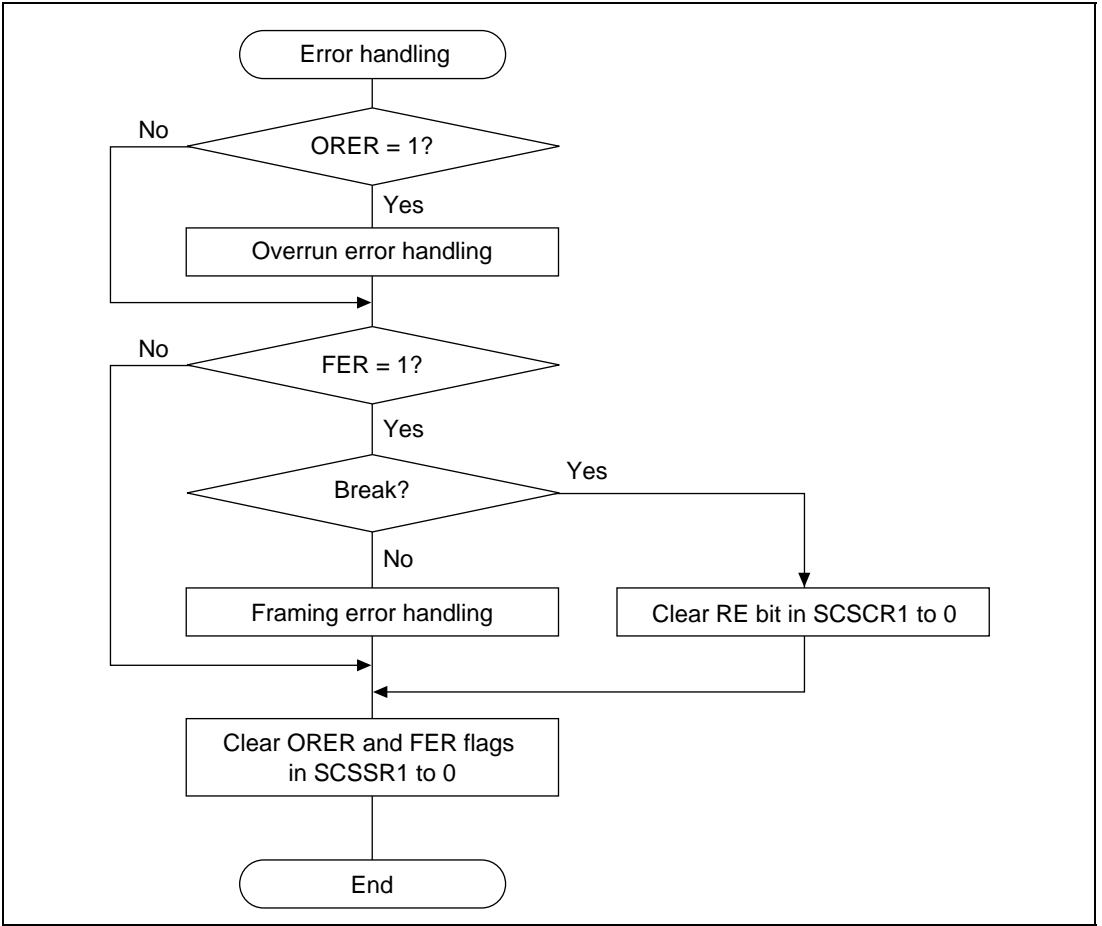 Error handling
No
ORER = 1?
Yes
Overrun error handling
No
FER = 1?
Yes
Break?
Yes
No
Framing error handling
Clear RE bit in SCSCR1 to 0
Clear ORER and FER flags
in SCSSR1 to 0
End